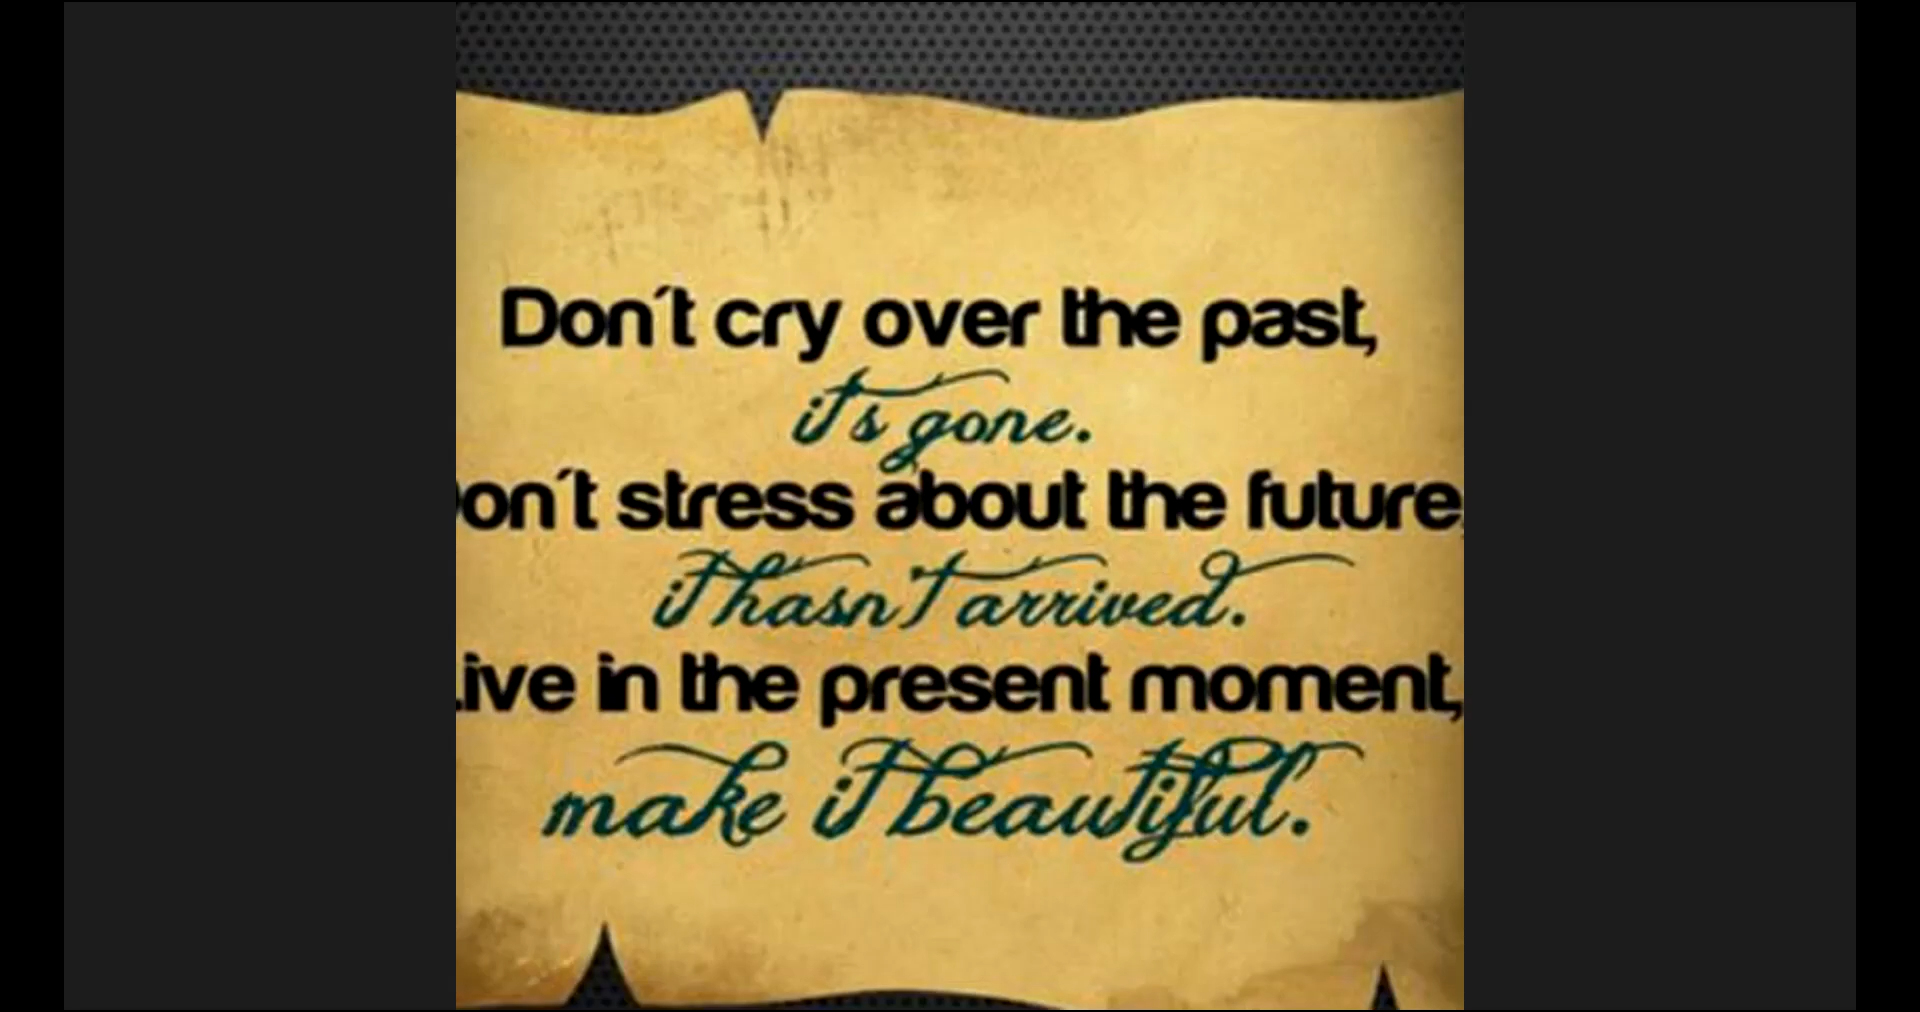 Don´t cry over the past,
it's gone.
on´t stress about the future,
it hasn't arrived.
ive in the present moment,
make it beautiful.